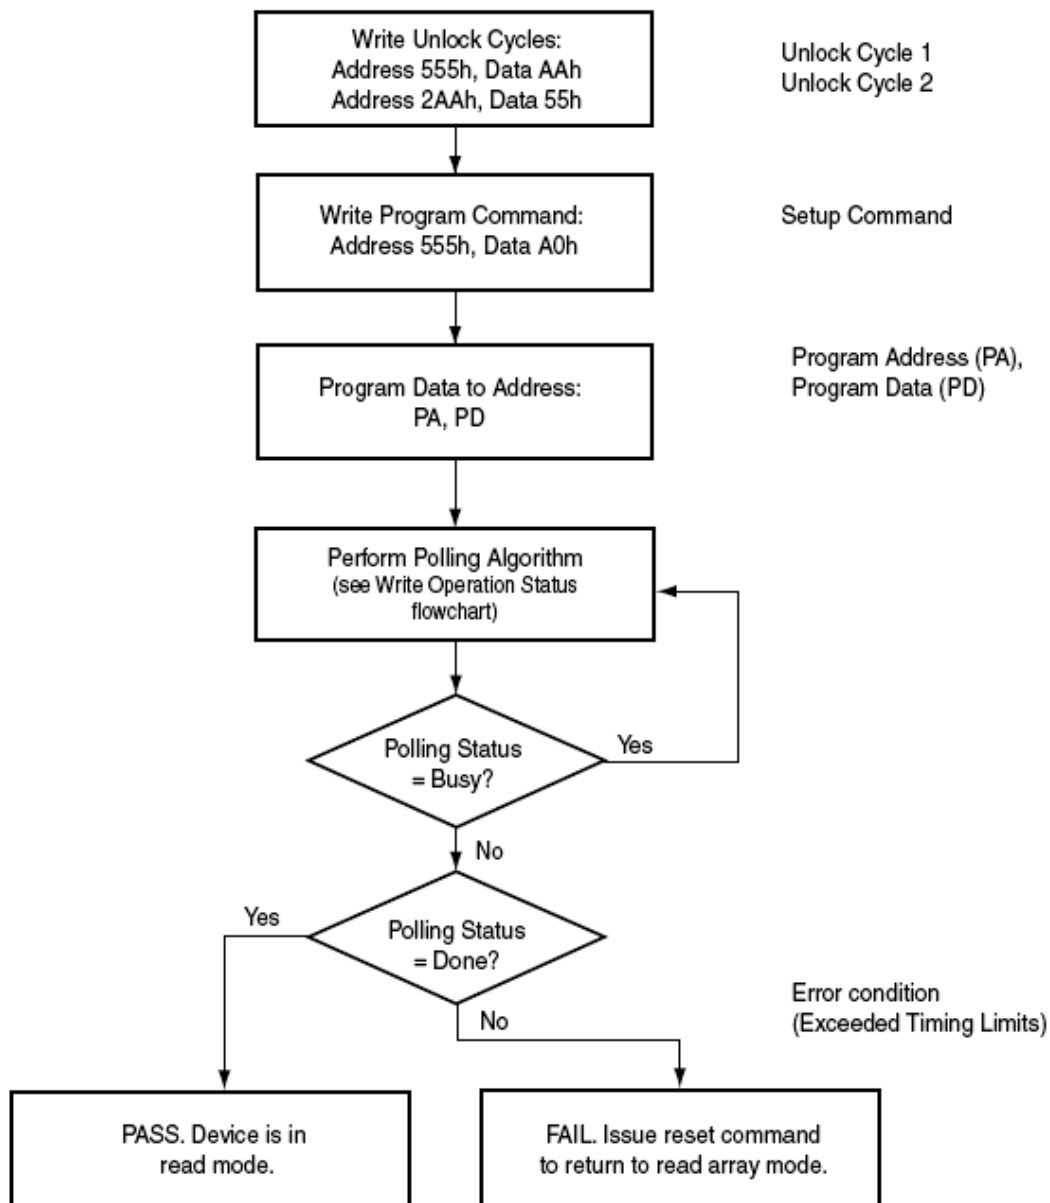 Write Unlock Cycles:
Address 555h, Data AAh
Address 2AAh, Data 55h
Unlock Cycle 1
Unlock Cycle 2
Write Program Command:
Address 555h, Data A0h
Setup Command
Program Data to Address:
PA, PD
Program Address (PA),
Program Data (PD)
Perform Polling Algorithm
(see Write Operation Status
flowchart)
Polling Status
= Busy?
Yes
No
Polling Status
= Done?
Yes
No
Error condition
(Exceeded Timing Limits)
PASS. Device is in
read mode.
FAIL. Issue reset command
to return to read array mode.